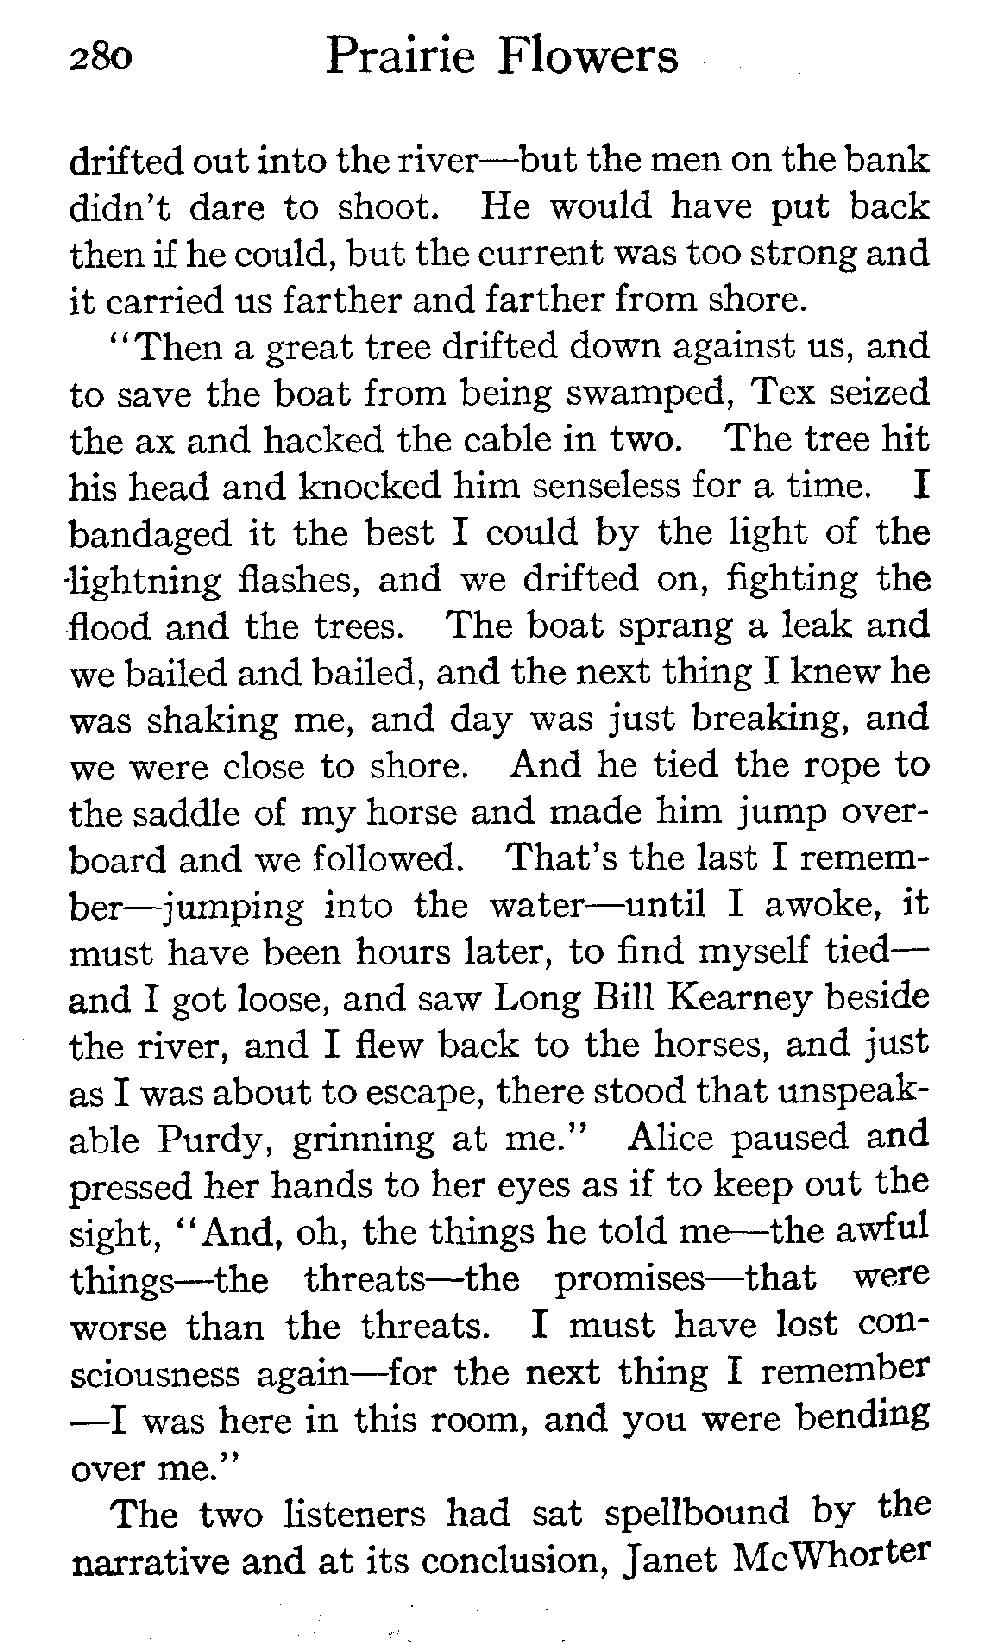 280 Prairie Flowers
drifted out into the river—but the men on the bank
didn't dare to shoot. He would have put back
then if he could, but the current was too strong and
it carried us farther and farther from shore.
"Then a great tree drifted down against us, and
to save the boat from being swamped, Tex seized
the ax and hacked the cable in two. The tree hit
his head and knocked him senseless for a time. I
bandaged it the best I could by the light of the
lightning flashes, and we drifted on, fighting the
flood and the trees. The boat sprang a leak and
we bailed and bailed, and the next thing I knew he
was shaking me, and day was just breaking, and
we were close to shore. And he tied the rope to
the saddle of my horse and made him jump over-
board and we followed. That's the last I remem-
ber—jumping into the water—until I awoke, it
must have been hours later, to find myself tied—
and I got loose, and saw Long Bill Kearney beside
the river, and I flew back to the horses, and just
as I was about to escape, there stood that unspeak-
able Purdy, grinning at me." Alice paused and
pressed her hands to her eyes as if to keep out the
sight, "And, oh, the things he told me—the awful
things—the threats—the promises—that were
worse than the threats. I must have lost con-
sciousness again—for the next thing I remember
—I was here in this room, and you were bending
over me."
The two listeners had sat spellbound by the
narrative and at its conclusion, Janet McWhorter